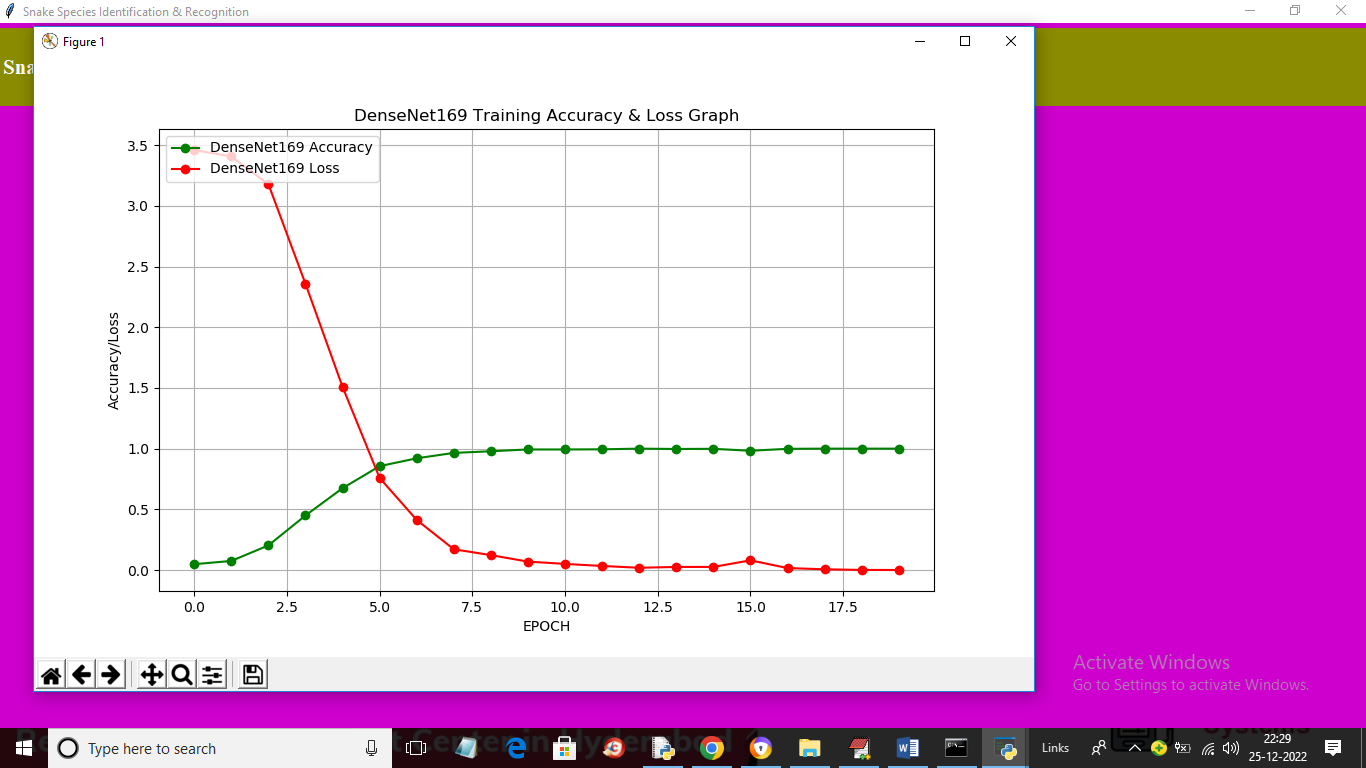 Snake Species Identification & Recognition
Figure 1
Sna
DenseNet169 Training Accuracy & Loss Graph
DenseNet169 Accuracy
DenseNet169 Loss
Accuracy/Loss
3.5
3.0
2.5
2.0
1.5
1.0
0.5
0.0
0.0 2.5 5.0 7.5 10.0 12.5 15.0 17.5
EPOCH
Activate Windows
Go to Settings to activate Windows.
Type here to search
Links
22:29
25-12-2022